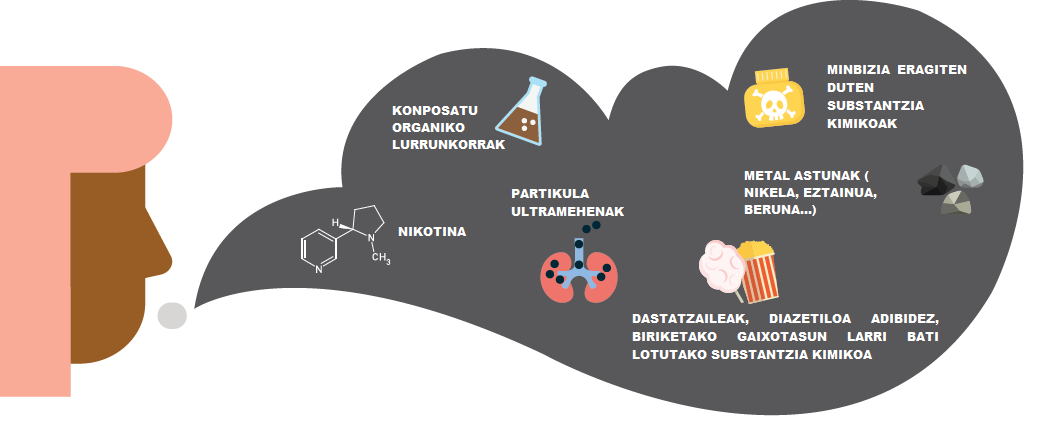 KONPOSATU
ORGANIKO
LURRUNKORRAK
MINBIZIA ERAGITEN
DUTEN
SUBSTANTZIA
KIMIKOAK
METAL ASTUNAK (
NIKELA, EZTAINUA,
BERUNA...)
PARTIKULA
ULTRAMEHENAK
NIKOTINA
H
N
CH3
N
DASTATZAILEAK, DIAZETILOA ADIBIDEZ,
BIRIKETAKO GAIXOTASUN LARRI BATI
LOTUTAKO SUBSTANTZIA KIMIKOA